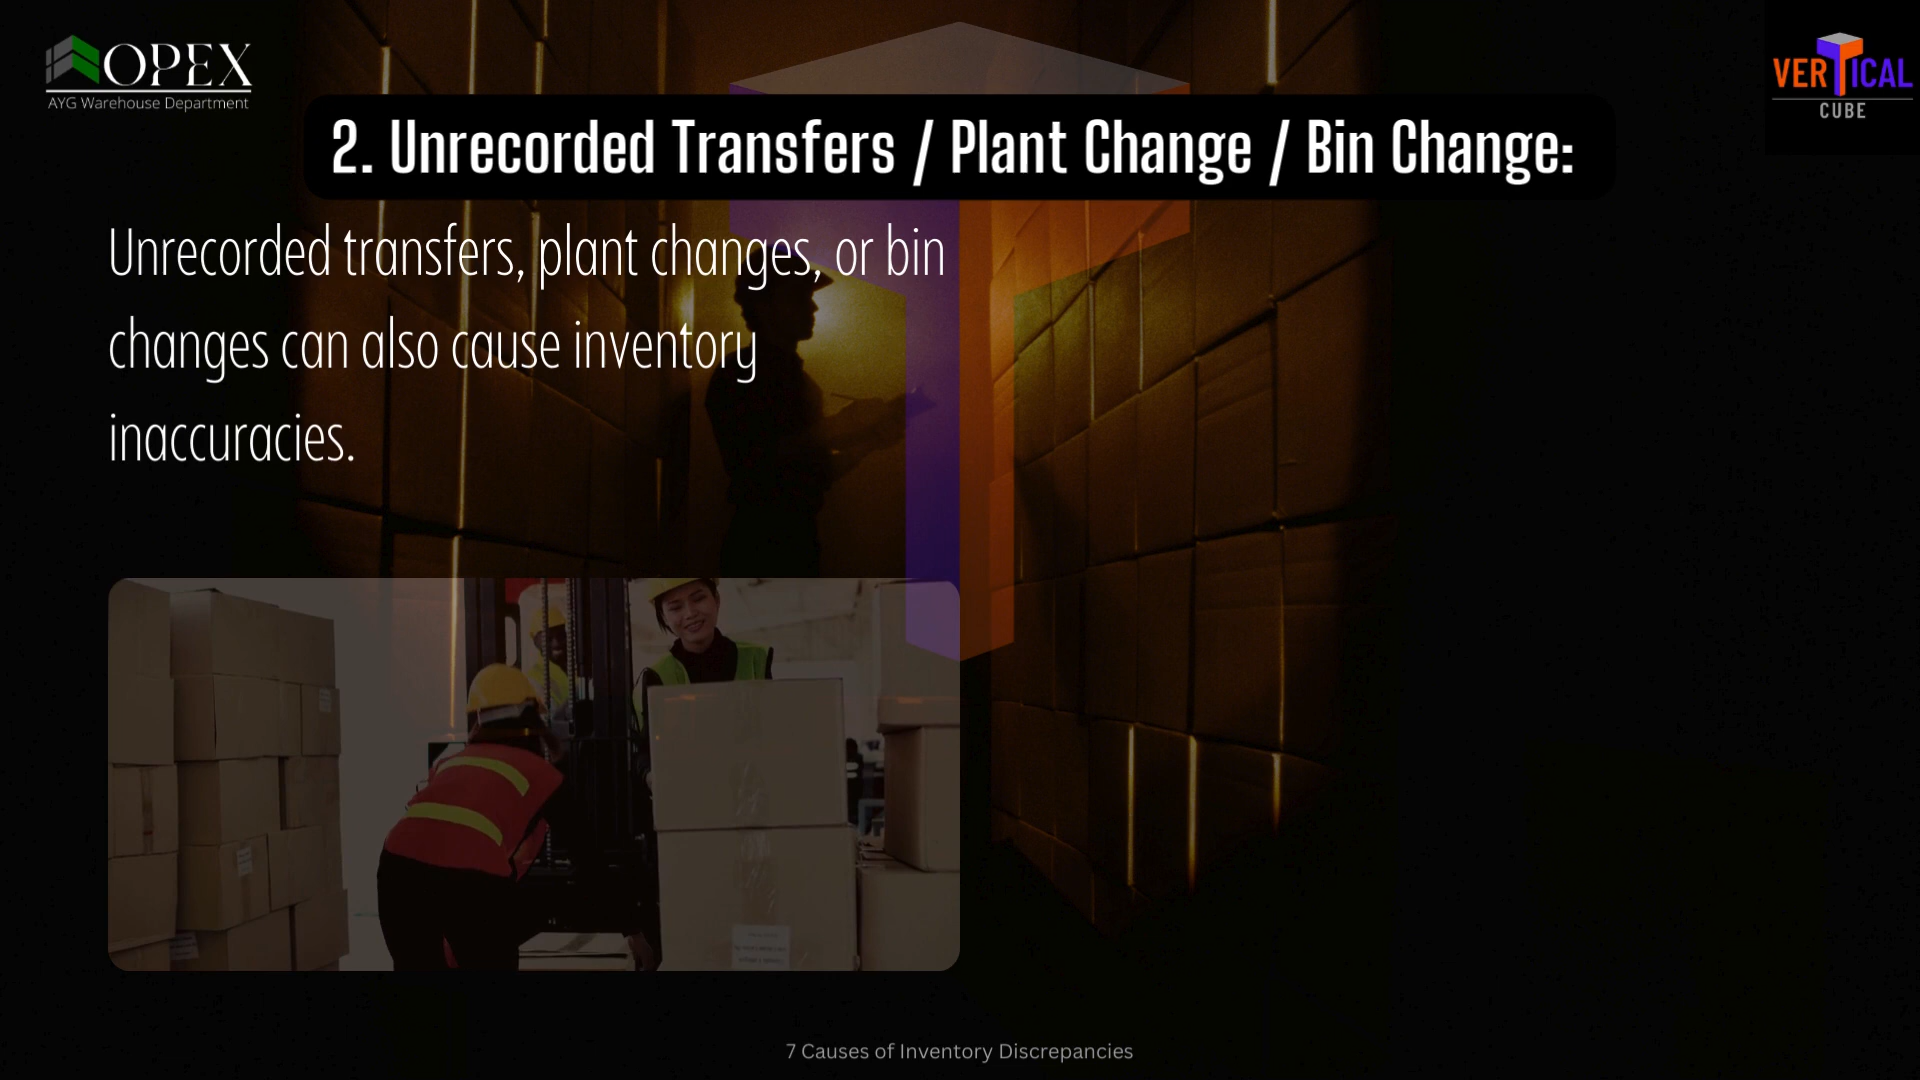 OPEX
AYG Warehouse Department
VERTICAL
CUBE
2. Unrecorded Transfers / Plant Change / Bin Change:
Unrecorded transfers, plant changes, or bin
changes can also cause inventory
inaccuracies.
7 Causes of Inventory Discrepancies